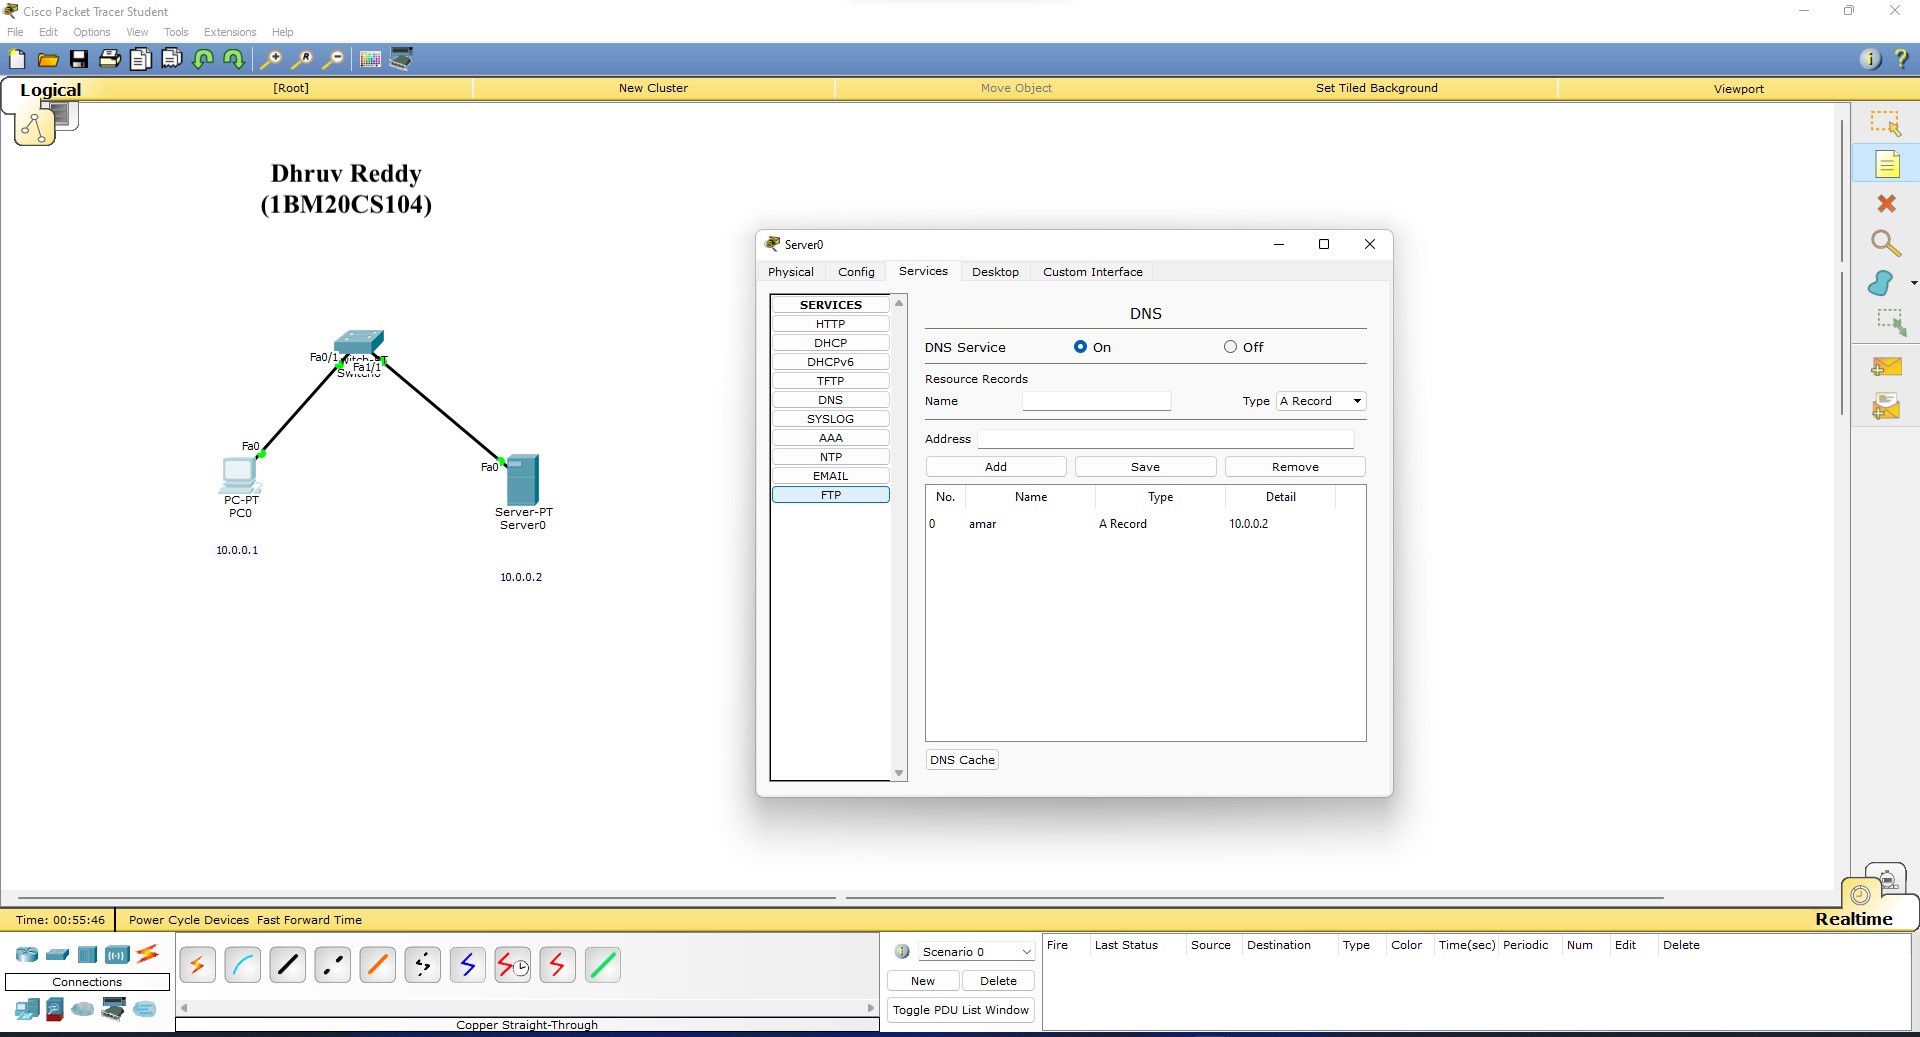 Cisco Packet Tracer Student
File Edit Options View Tools Extensions Help
Logical [Root] New Cluster Move Object Set Tiled Background Viewport
Dhruv Reddy
(1BM20CS104)
Fa0/1
Fa1/1
Fa0
PC-PT
PC0
10.0.0.1
Fa0
Server-PT
Server0
10.0.0.2
Server0
Physical Config Services Desktop Custom Interface
SERVICES
HTTP
DHCP
DHCPv6
TFTP
DNS
SYSLOG
AAA
NTP
EMAIL
FTP
DNS
DNS Service On Off
Resource Records
Name Type A Record
Address
Add Save Remove
No. Name Type Detail
0 amar A Record 10.0.0.2
DNS Cache
Time: 00:55:46 Power Cycle Devices Fast Forward Time
Realtime
Connections
Copper Straight-Through
Scenario 0
New Delete
Toggle PDU List Window
Fire Last Status Source Destination Type Color Time(sec) Periodic Num Edit Delete